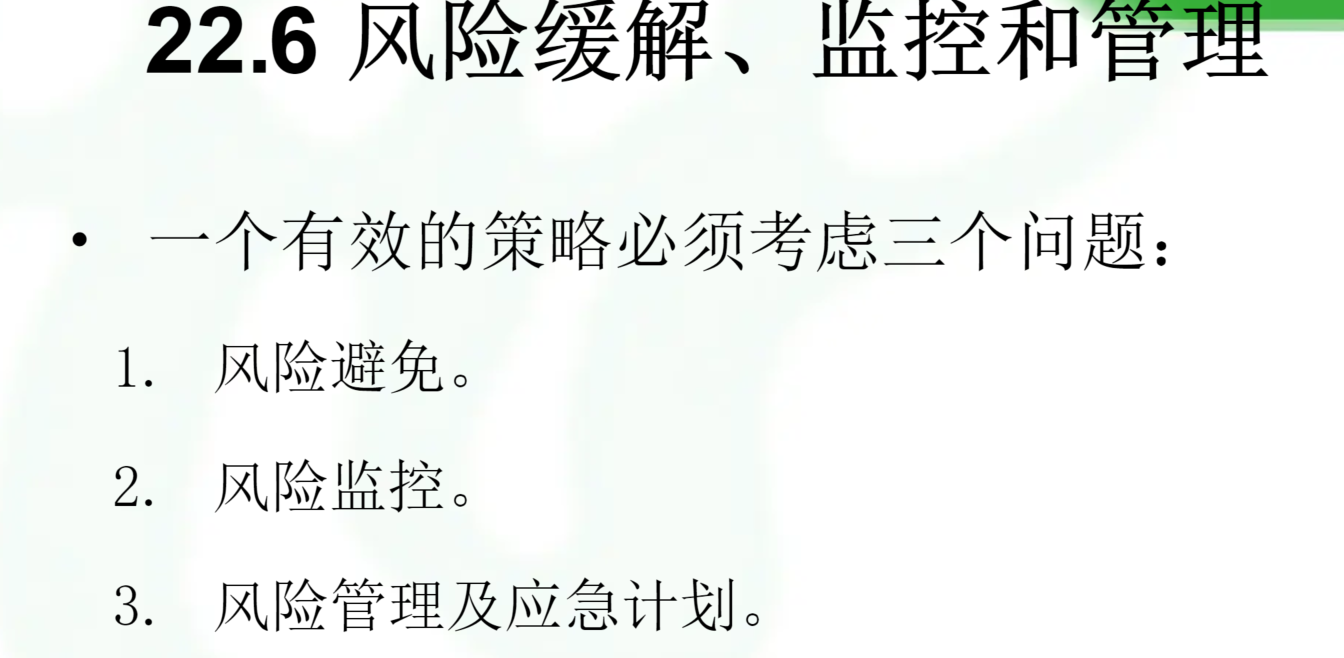 22.6 风险缓解、监控和管理
• 一个有效的策略必须考虑三个问题：
1. 风险避免。
2. 风险监控。
3. 风险管理及应急计划。